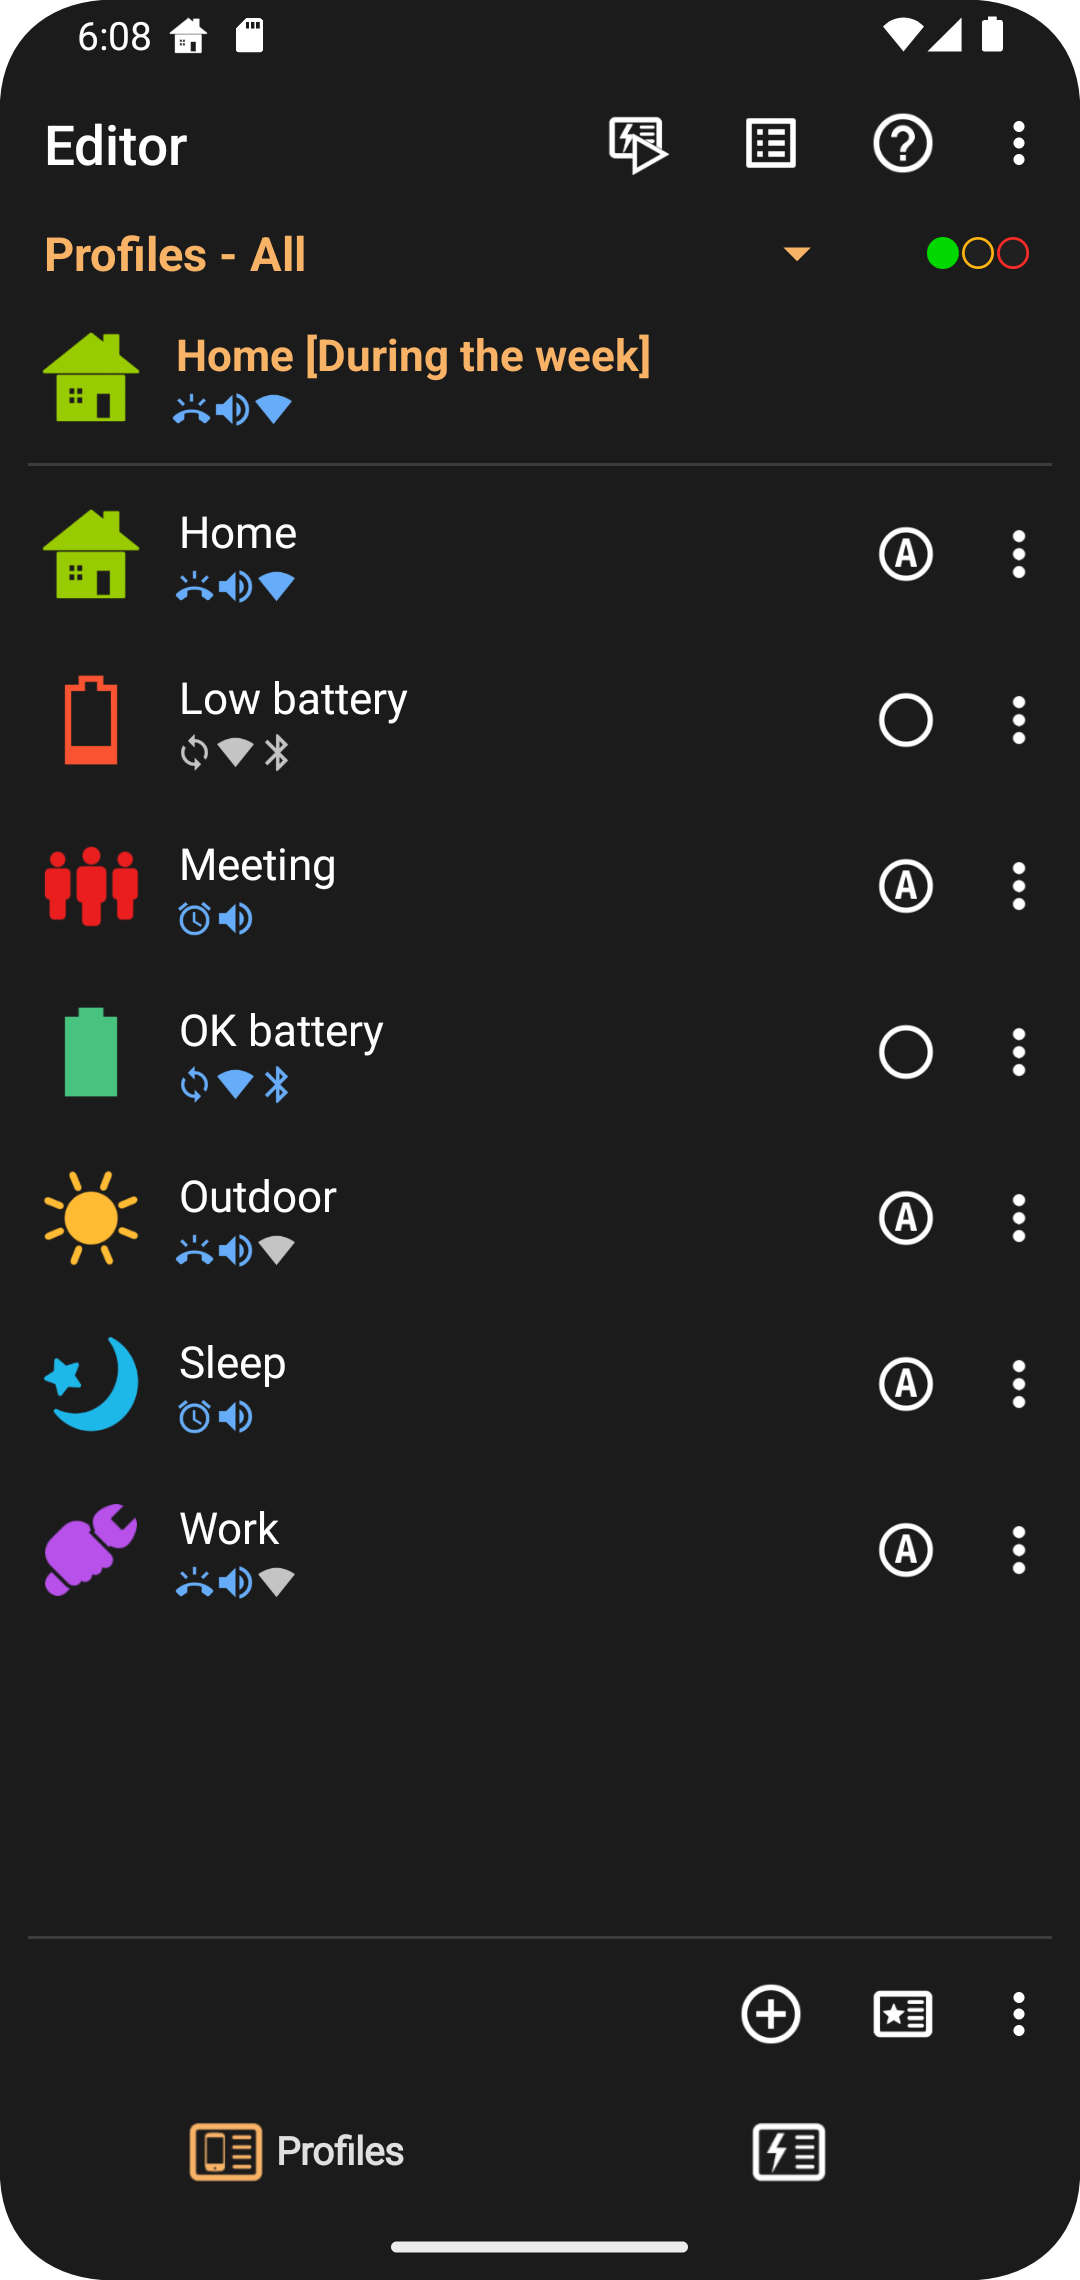 6:08
Editor
Profiles - All
Home [During the week]
Home
A
Low battery
Meeting
A
OK battery
Outdoor
A
Sleep
A
Work
A
Profiles